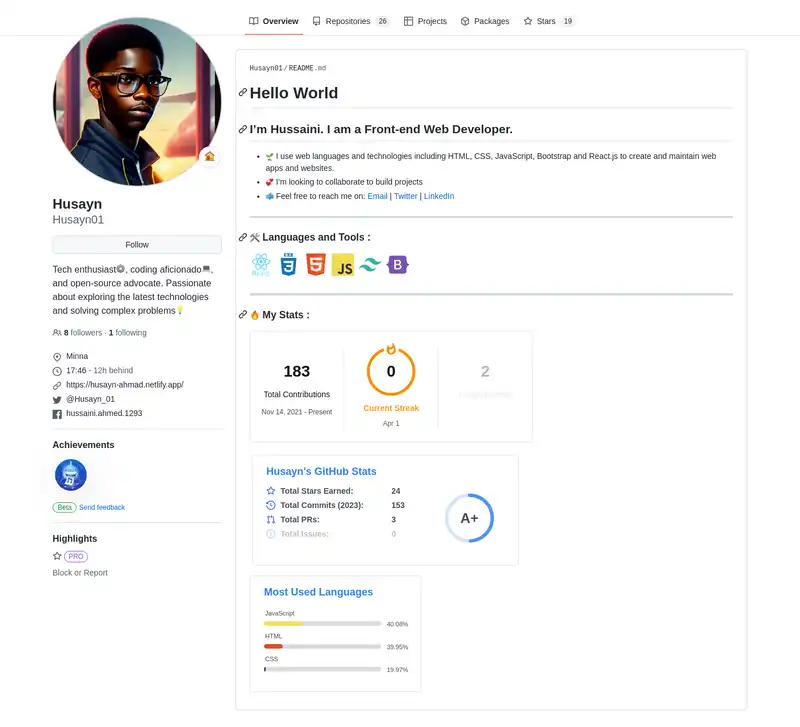 Overview
Repositories 26
Projects
Packages
Stars 19
Husayn
Husayn01
Follow
Tech enthusiast, coding aficionado,
and open-source advocate. Passionate
about exploring the latest technologies
and solving complex problems
8 followers · 1 following
Minna
17:46 - 12h behind
https://husayn-ahmad.netlify.app/
@Husayn_01
hussaini.ahmed.1293
Achievements
Beta Send feedback
Highlights
PRO
Block or Report
Husayn01/README.md
Hello World
I'm Hussaini. I am a Front-end Web Developer.
• 🌱 I use web languages and technologies including HTML, CSS, JavaScript, Bootstrap and React.js to create and maintain web
apps and websites.
• 💞 I'm looking to collaborate to build projects
• 📫 Feel free to reach me on: Email | Twitter | LinkedIn
🛠 Languages and Tools :
React
3
5
JS
B
🔥 My Stats :
183
Total Contributions
Nov 14, 2021 - Present
0
Current Streak
Apr 1
2
Husayn's GitHub Stats
Total Stars Earned: 24
Total Commits (2023): 153
Total PRs: 3
Total Issues: 0
A+
Most Used Languages
JavaScript
40.08%
HTML
39.95%
CSS
19.97%